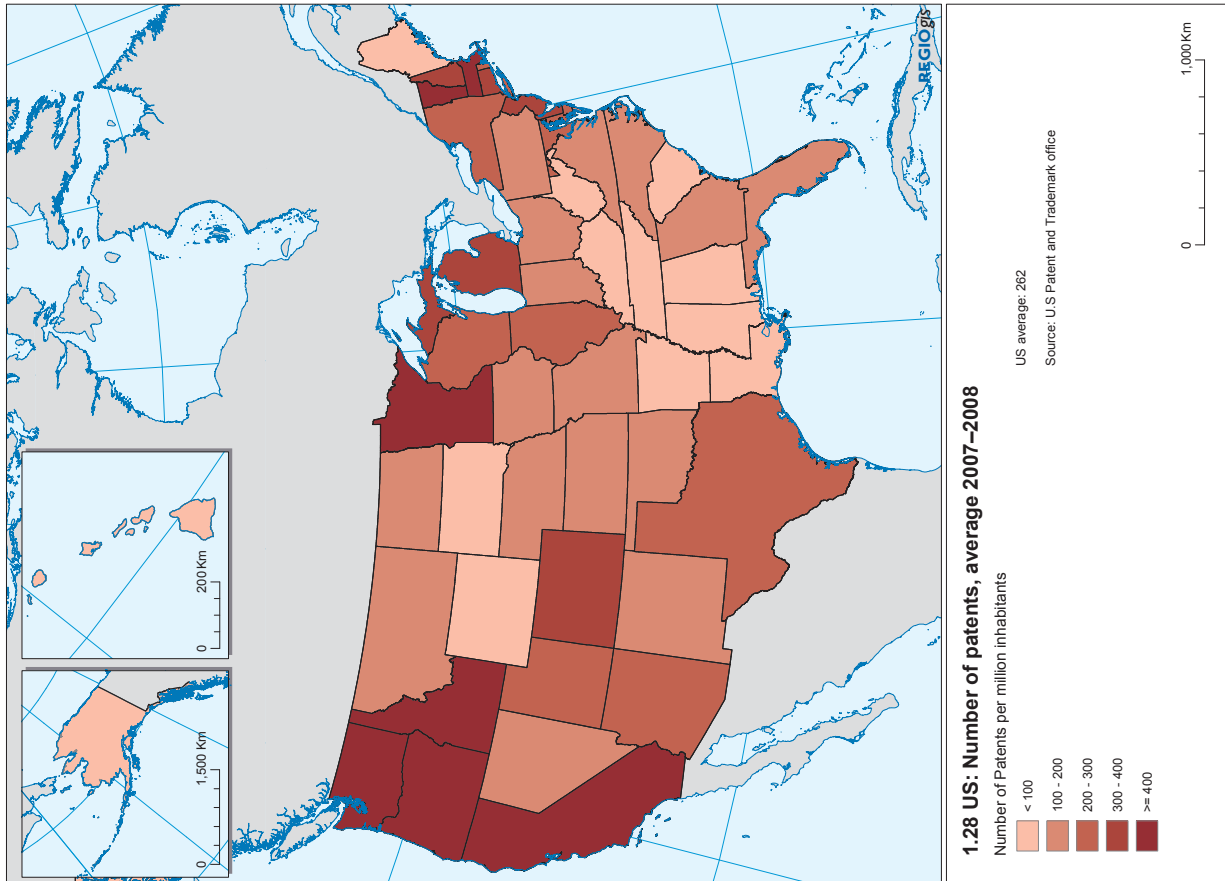 0 1,500 Km
0 200 Km
REGIOgis
1.28 US: Number of patents, average 2007–2008
Number of Patents per million inhabitants
< 100
100 - 200
200 - 300
300 - 400
>= 400
US average: 262
Source: U.S Patent and Trademark office
0 1,000 Km